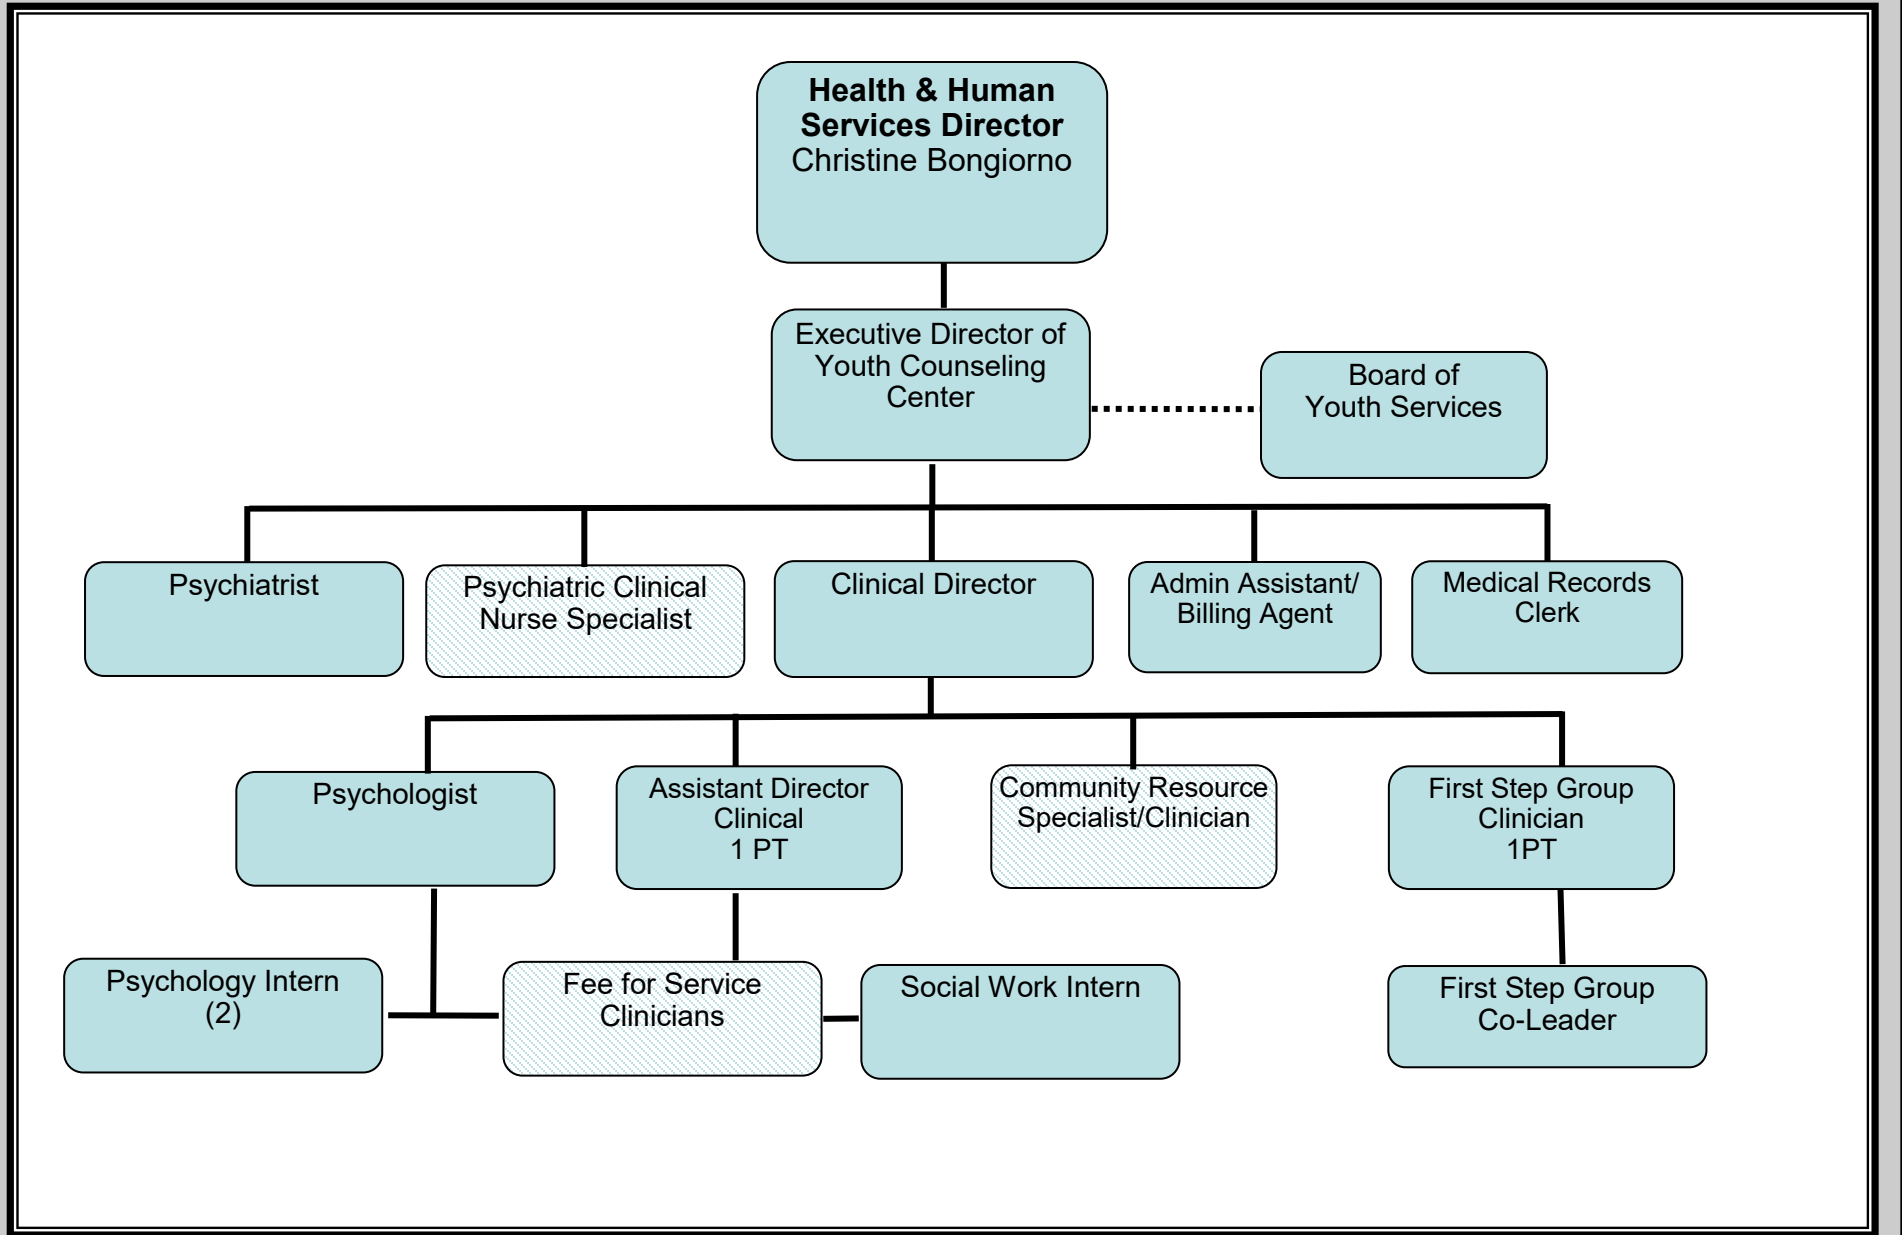 Health & Human
Services Director
Christine Bongiorno
Executive Director of
Youth Counseling
Center
Board of
Youth Services
Psychiatrist
Psychiatric Clinical
Nurse Specialist
Clinical Director
Admin Assistant/
Billing Agent
Medical Records
Clerk
Psychologist
Assistant Director
Clinical
1 PT
Community Resource
Specialist/Clinician
First Step Group
Clinician
1PT
Psychology Intern
(2)
Fee for Service
Clinicians
Social Work Intern
First Step Group
Co-Leader